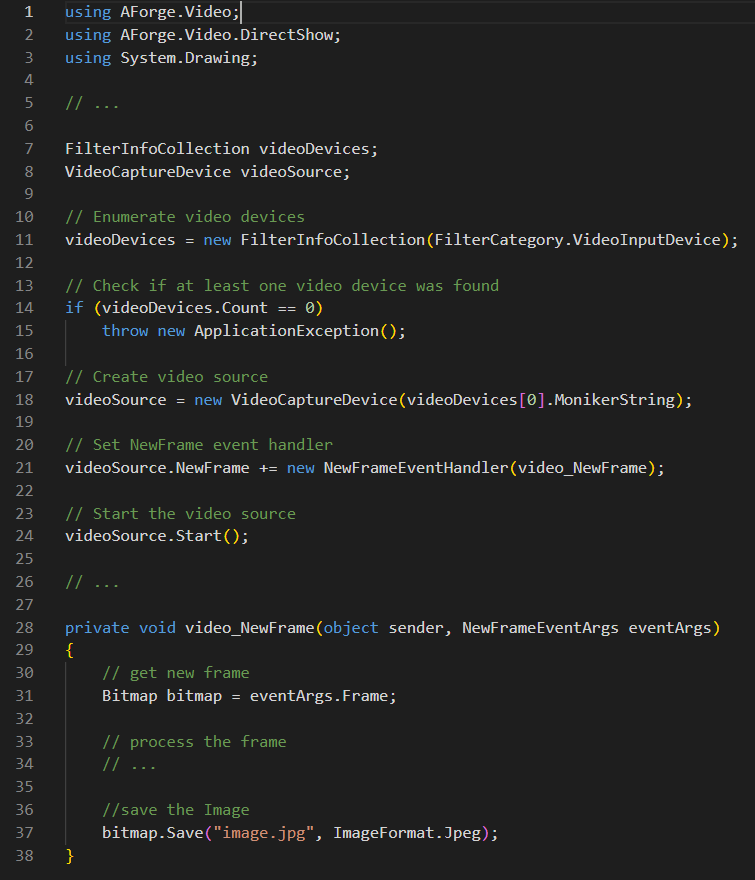 1 using AForge.Video;
2 using AForge.Video.DirectShow;
3 using System.Drawing;
4
5 // ...
6
7 FilterInfoCollection videoDevices;
8 VideoCaptureDevice videoSource;
9
10 // Enumerate video devices
11 videoDevices = new FilterInfoCollection(FilterCategory.VideoInputDevice);
12
13 // Check if at least one video device was found
14 if (videoDevices.Count == 0)
15     throw new ApplicationException();
16
17 // Create video source
18 videoSource = new VideoCaptureDevice(videoDevices[0].MonikerString);
19
20 // Set NewFrame event handler
21 videoSource.NewFrame += new NewFrameEventHandler(video_NewFrame);
22
23 // Start the video source
24 videoSource.Start();
25
26 // ...
27
28 private void video_NewFrame(object sender, NewFrameEventArgs eventArgs)
29 {
30     // get new frame
31     Bitmap bitmap = eventArgs.Frame;
32
33     // process the frame
34     // ...
35
36     //save the Image
37     bitmap.Save("image.jpg", ImageFormat.Jpeg);
38 }